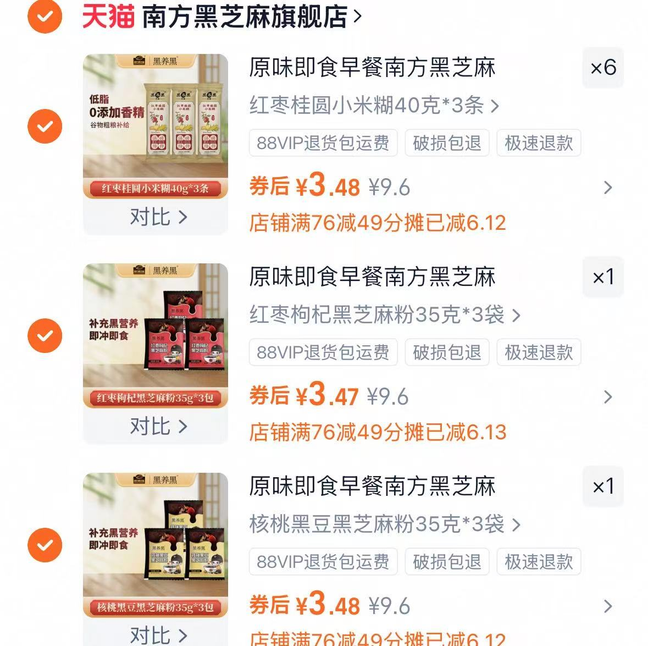 天猫 南方黑芝麻旗舰店
黑养黑
低脂
0添加香精
谷物粗粮补给
红枣桂圆小米糊40g*3条
对比
原味即食早餐南方黑芝麻
×6
红枣桂圆小米糊40克*3条
88VIP退货包运费 破损包退 极速退款
券后 ¥3.48 ¥9.6
店铺满76减49分摊已减6.12
黑养黑
补充黑营养
即冲即食
红枣枸杞黑芝麻粉35g*3包
对比
原味即食早餐南方黑芝麻
×1
红枣枸杞黑芝麻粉35克*3袋
88VIP退货包运费 破损包退 极速退款
券后 ¥3.47 ¥9.6
店铺满76减49分摊已减6.13
黑养黑
补充黑营养
即冲即食
核桃黑豆黑芝麻粉35g*3包
对比
原味即食早餐南方黑芝麻
×1
核桃黑豆黑芝麻粉35克*3袋
88VIP退货包运费 破损包退 极速退款
券后 ¥3.48 ¥9.6
店铺满76减49分摊已减6.12